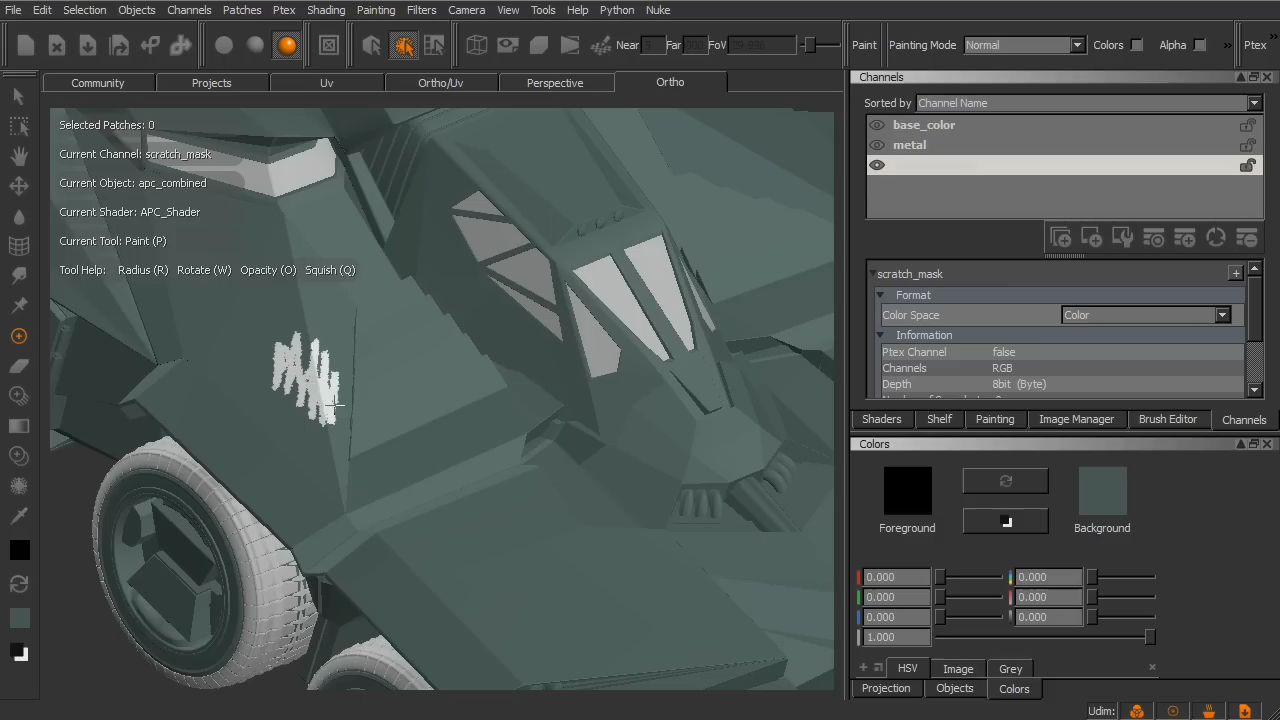 File Edit Selection Objects Channels Patches Ptex Shading Painting Filters Camera View Tools Help Python Nuke
Near Far FoV Paint Painting Mode Normal Colors Alpha » Ptex »
Community Projects Uv Ortho/Uv Perspective Ortho
Selected Patches: 0
Current Channel: scratch_mask
Current Object: apc_combined
Current Shader: APC_Shader
Current Tool: Paint (P)
Tool Help: Radius (R) Rotate (W) Opacity (O) Squish (Q)
Channels
Sorted by Channel Name
base_color
metal
scratch_mask
Format
Color Space Color
Information
Ptex Channel false
Channels RGB
Depth 8bit (Byte)
Shaders Shelf Painting Image Manager Brush Editor Channels
Colors
Foreground Background
0.000 0.000
0.000 0.000
0.000 0.000
1.000
HSV Image Grey
Projection Objects Colors
Udim: